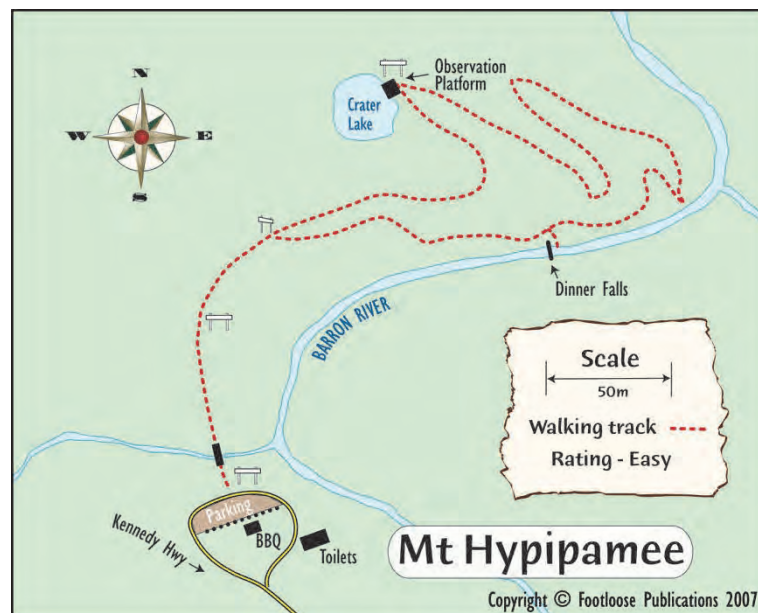 N
W
E
S
Observation
Platform
Crater
Lake
Dinner Falls
BARRON RIVER
Scale
50m
Walking track
Rating - Easy
Parking
Kennedy Hwy
BBQ
Toilets
Mt Hypipamee
Copyright © Footloose Publications 2007